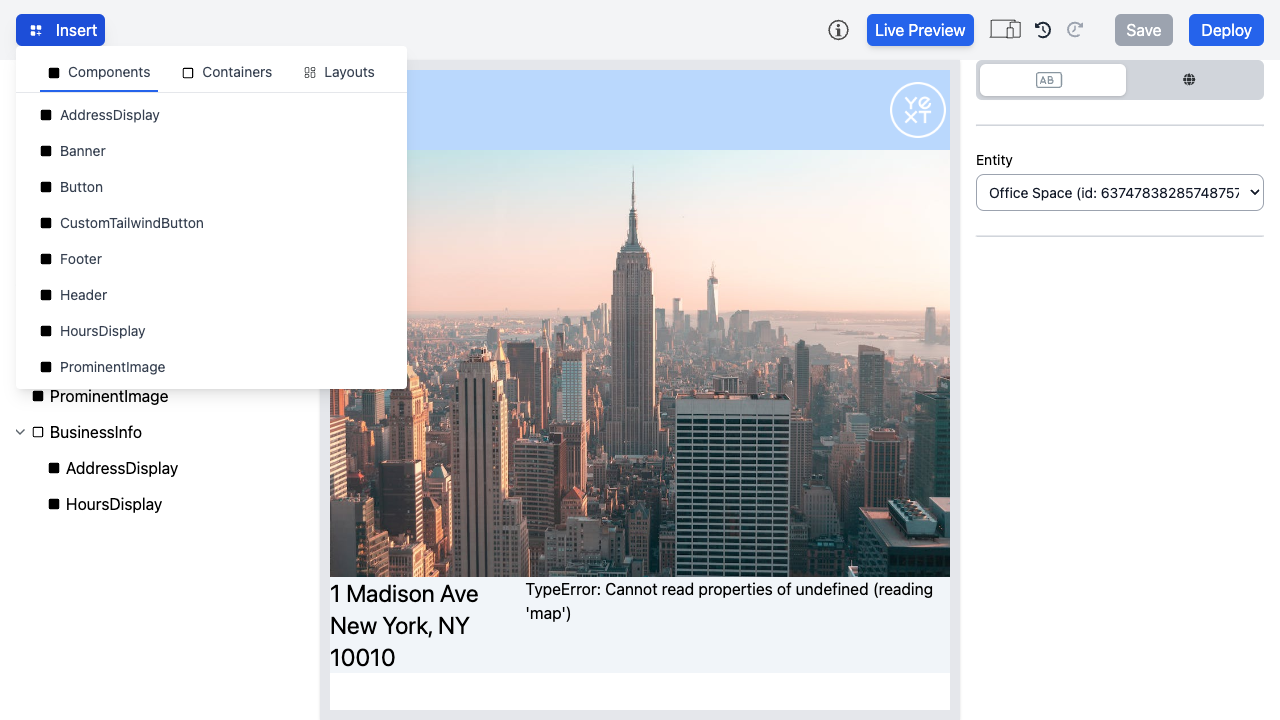 Insert
Live Preview
Save
Deploy
Components
Containers
Layouts
AddressDisplay
Banner
Button
CustomTailwindButton
Footer
Header
HoursDisplay
ProminentImage
ProminentImage
BusinessInfo
AddressDisplay
HoursDisplay
YEXT
1 Madison Ave
New York, NY
10010
TypeError: Cannot read properties of undefined (reading
'map')
AB
Entity
Office Space (id: 63747838285748757